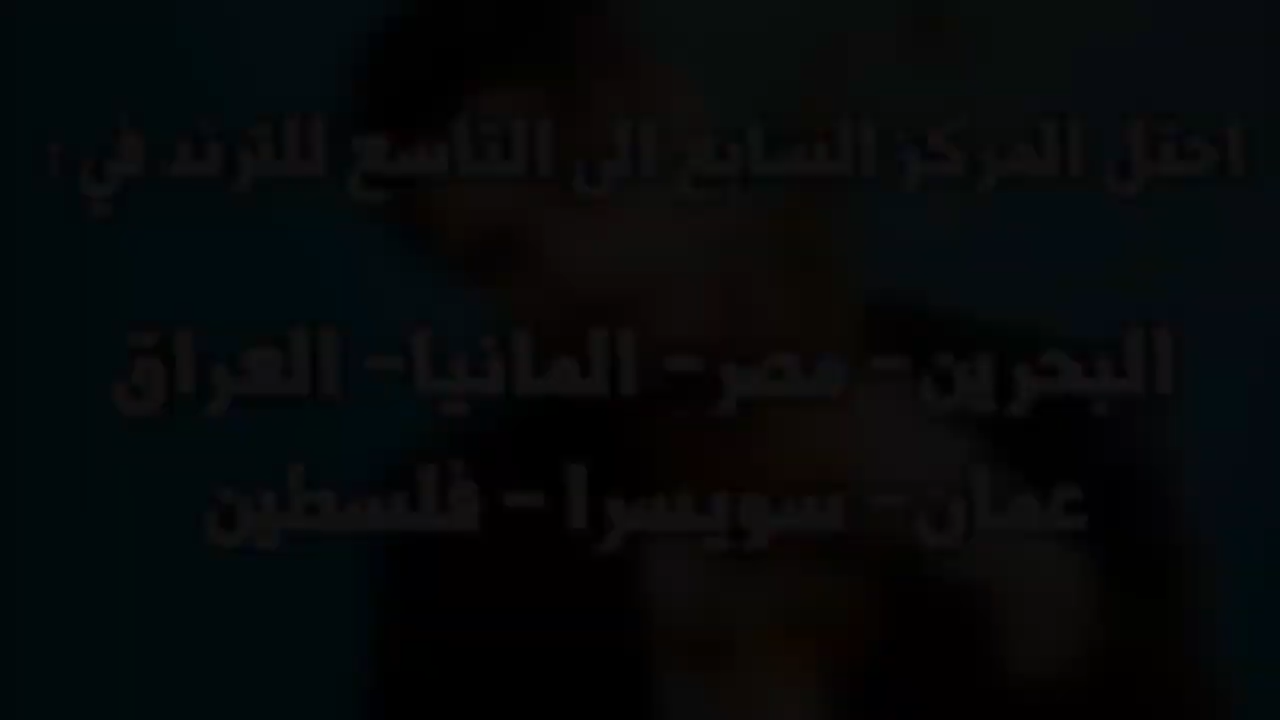 احتل المركز السابع الى التاسع للترند في :
البحرين - مصر - المانيا - العراق
عمان - سويسرا - فلسطين